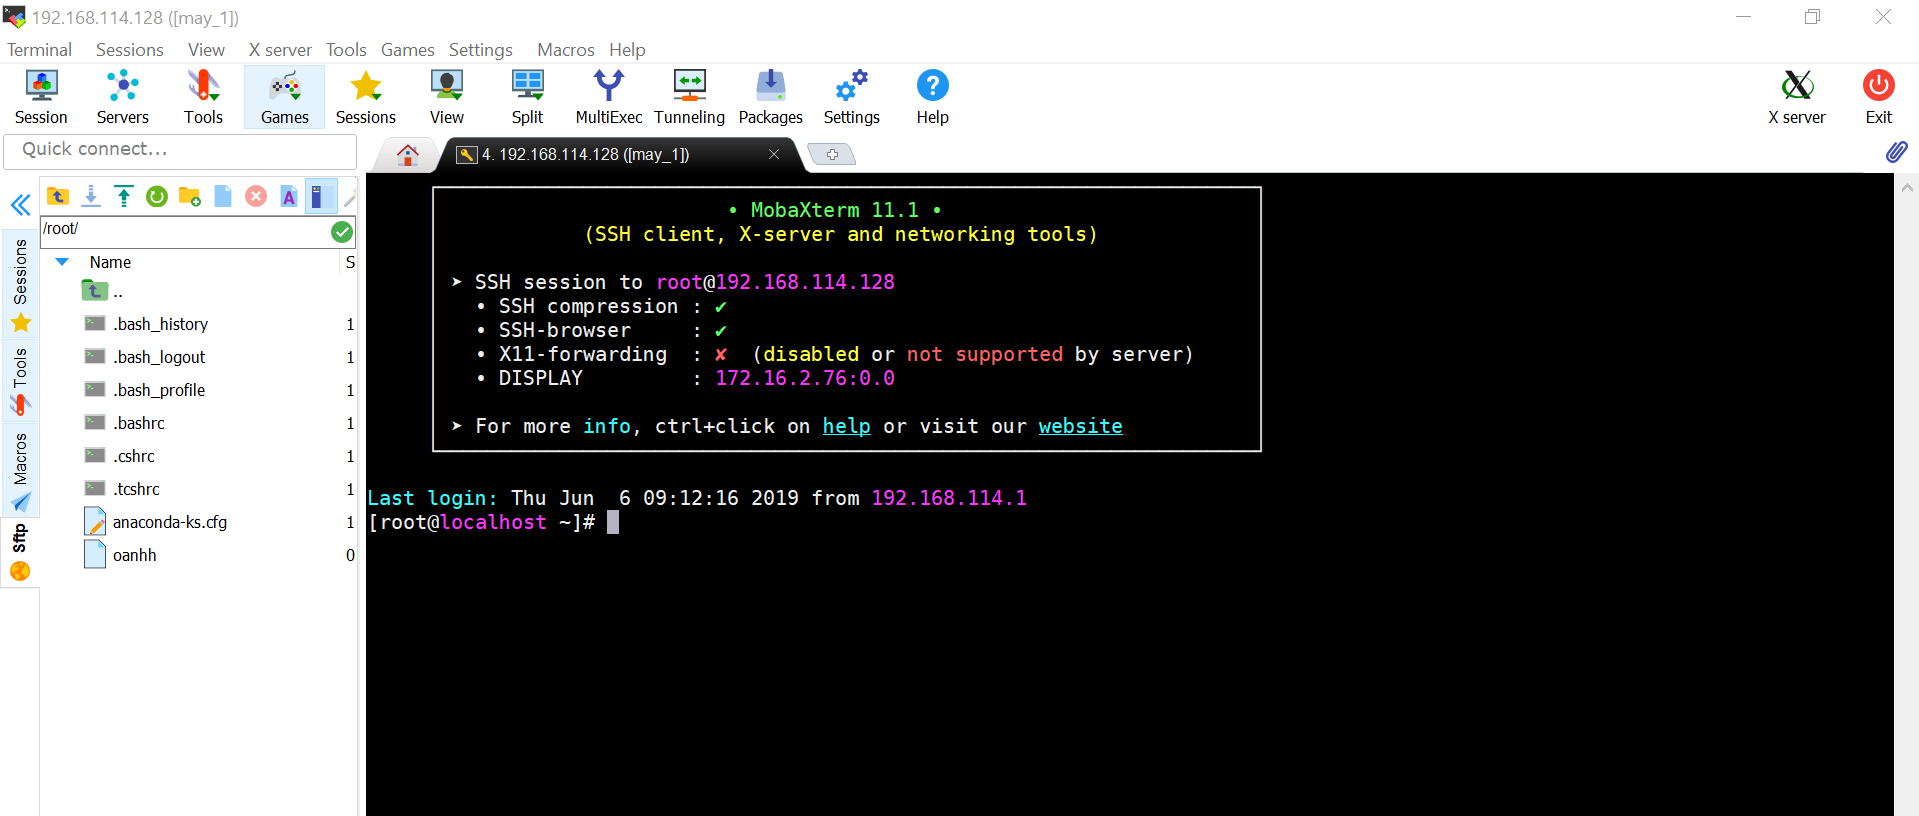 192.168.114.128 ([may_1])
Terminal Sessions View X server Tools Games Settings Macros Help
Session Servers Tools Games Sessions View Split MultiExec Tunneling Packages Settings Help X server Exit
Quick connect...
4. 192.168.114.128 ([may_1])
/root/
Name S
..
.bash_history 1
.bash_logout 1
.bash_profile 1
.bashrc 1
.cshrc 1
.tcshrc 1
anaconda-ks.cfg 1
oanhh 0
Sessions
Tools
Macros
Sftp
• MobaXterm 11.1 •
(SSH client, X-server and networking tools)
➤ SSH session to root@192.168.114.128
• SSH compression : ✔
• SSH-browser : ✔
• X11-forwarding : ✘ (disabled or not supported by server)
• DISPLAY : 172.16.2.76:0.0
➤ For more info, ctrl+click on help or visit our website
Last login: Thu Jun  6 09:12:16 2019 from 192.168.114.1
[root@localhost ~]#